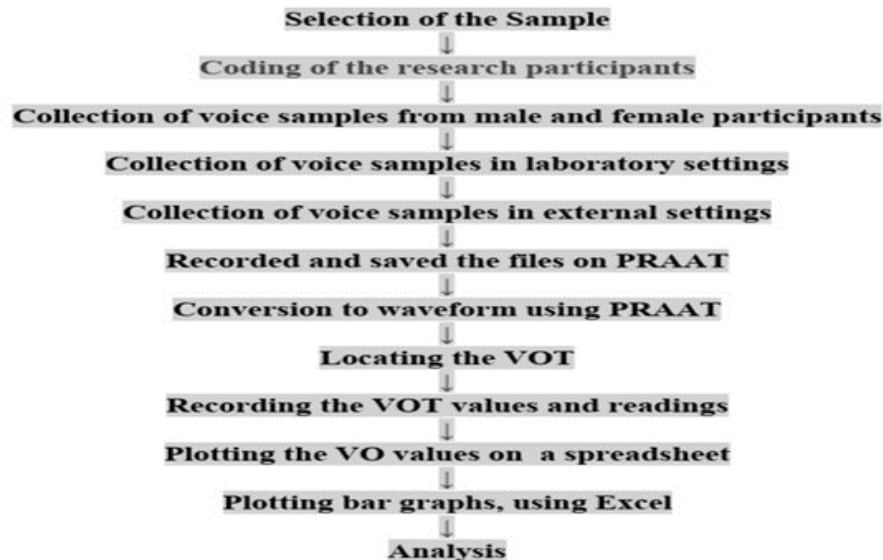 Selection of the Sample
↓
Coding of the research participants
↓
Collection of voice samples from male and female participants
↓
Collection of voice samples in laboratory settings
↓
Collection of voice samples in external settings
↓
Recorded and saved the files on PRAAT
↓
Conversion to waveform using PRAAT
↓
Locating the VOT
↓
Recording the VOT values and readings
↓
Plotting the VO values on a spreadsheet
↓
Plotting bar graphs, using Excel
↓
Analysis